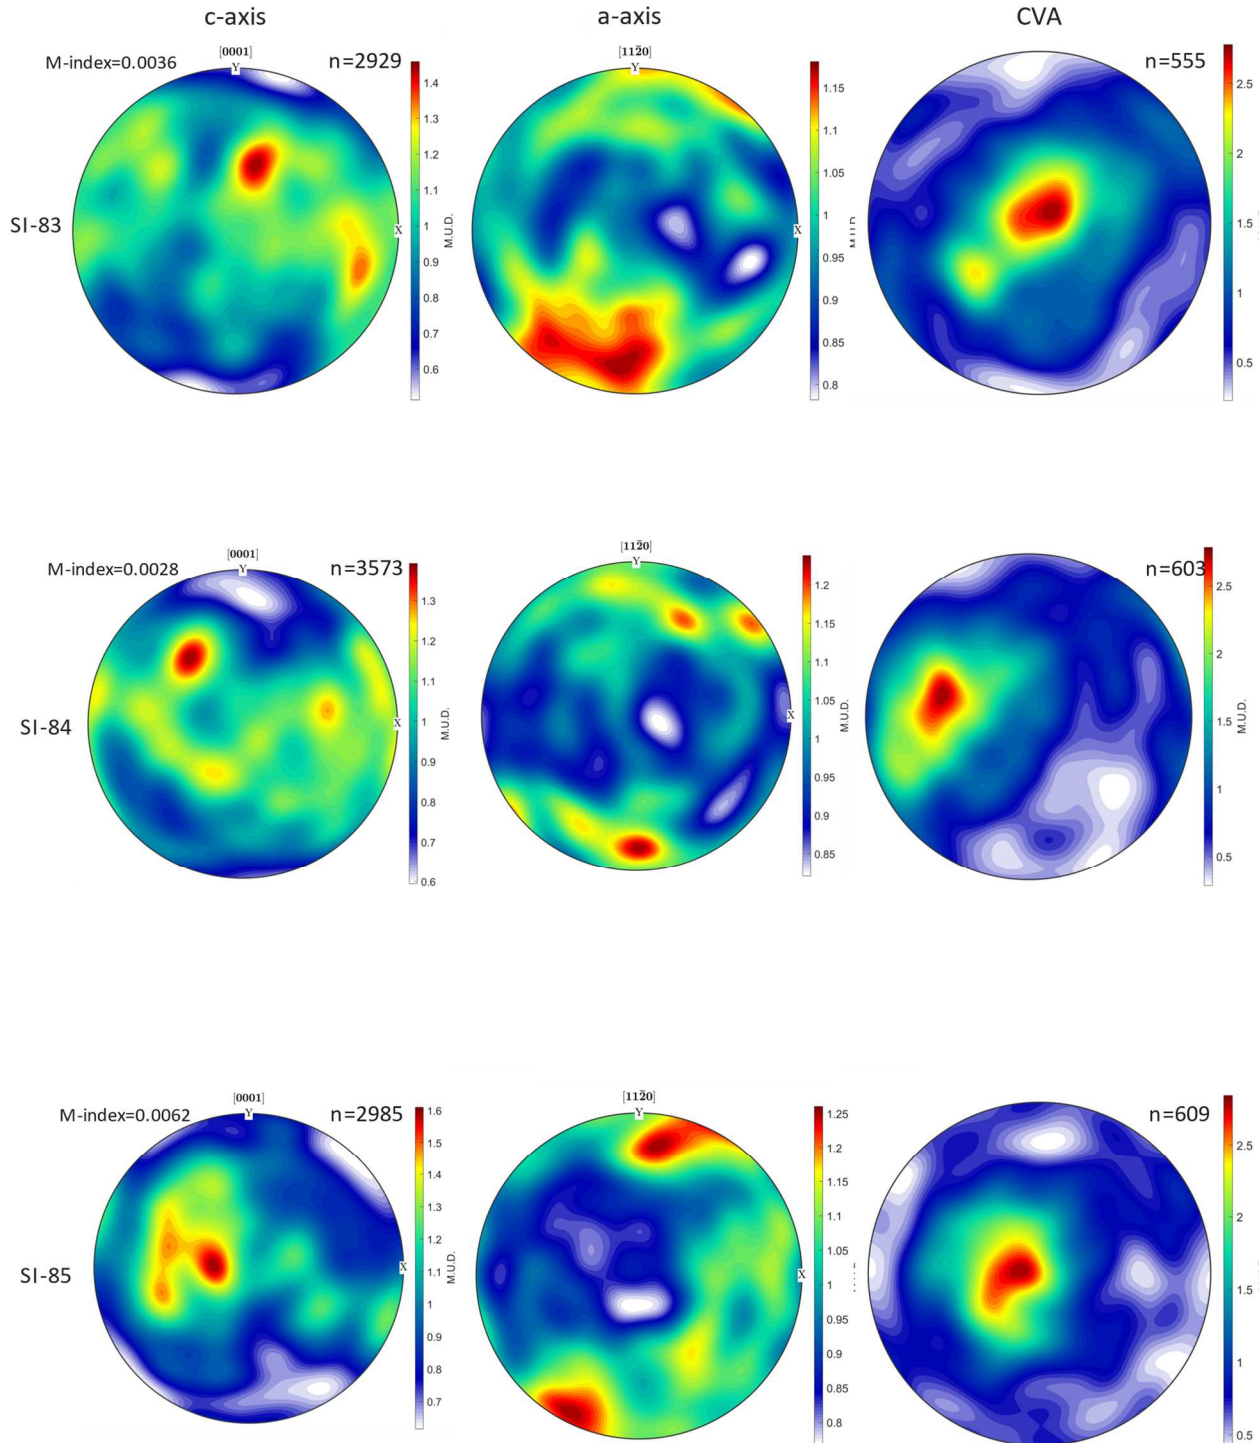 c-axis a-axis CVA
M-index=0.0036 [0001] n=2929 [112̄0] n=555
Y Y
1.4 1.3 1.2 1.1 1 0.9 0.8 0.7 0.6
1.15 1.1 1.05 1 0.95 0.9 0.85 0.8
2.5 2 1.5 1 0.5
SI-83 X M.U.D. X M.U.D.
M-index=0.0028 [0001] n=3573 [112̄0] n=603
Y Y
1.3 1.2 1.1 1 0.9 0.8 0.7 0.6
1.2 1.15 1.1 1.05 1 0.95 0.9 0.85
2.5 2 1.5 1 0.5
SI-84 X M.U.D. X M.U.D. M.U.D.
M-index=0.0062 [0001] n=2985 [112̄0] n=609
Y Y
1.6 1.5 1.4 1.3 1.2 1.1 1 0.9 0.8 0.7
1.25 1.2 1.15 1.1 1.05 1 0.95 0.9 0.85 0.8
2.5 2 1.5 1 0.5
SI-85 X M.U.D. X